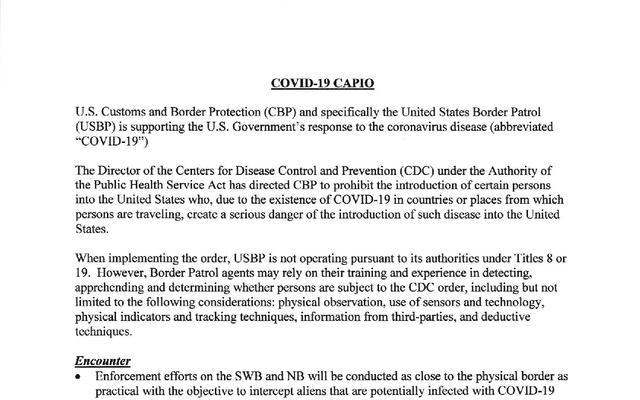 COVID-19 CAPIO
U.S. Customs and Border Protection (CBP) and specifically the United States Border Patrol
(USBP) is supporting the U.S. Government's response to the coronavirus disease (abbreviated
"COVID-19")
The Director of the Centers for Disease Control and Prevention (CDC) under the Authority of
the Public Health Service Act has directed CBP to prohibit the introduction of certain persons
into the United States who, due to the existence of COVID-19 in countries or places from which
persons are traveling, create a serious danger of the introduction of such disease into the United
States.
When implementing the order, USBP is not operating pursuant to its authorities under Titles 8 or
19. However, Border Patrol agents may rely on their training and experience in detecting,
apprehending and determining whether persons are subject to the CDC order, including but not
limited to the following considerations: physical observation, use of sensors and technology,
physical indicators and tracking techniques, information from third-parties, and deductive
techniques.
Encounter
• Enforcement efforts on the SWB and NB will be conducted as close to the physical border as
practical with the objective to intercept aliens that are potentially infected with COVID-19